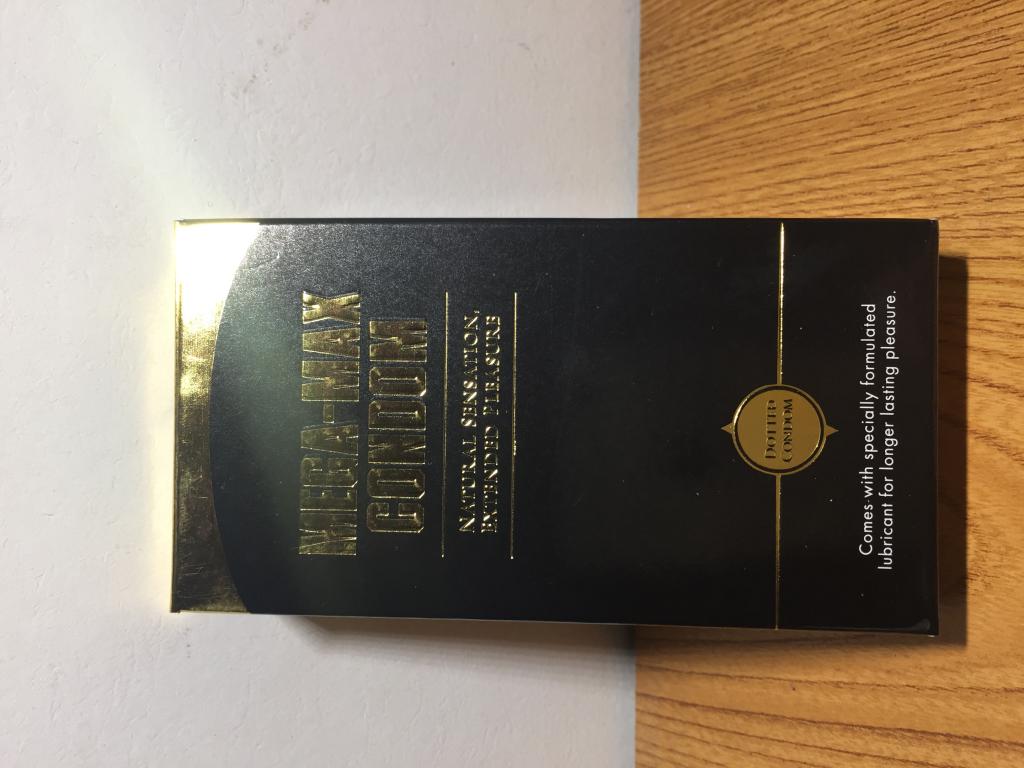 MEGA-MAX
CONDOM
NATURAL SENSATION,
EXTENDED PLEASURE
DOTTED
CONDOM
Comes with specially formulated
lubricant for longer lasting pleasure.